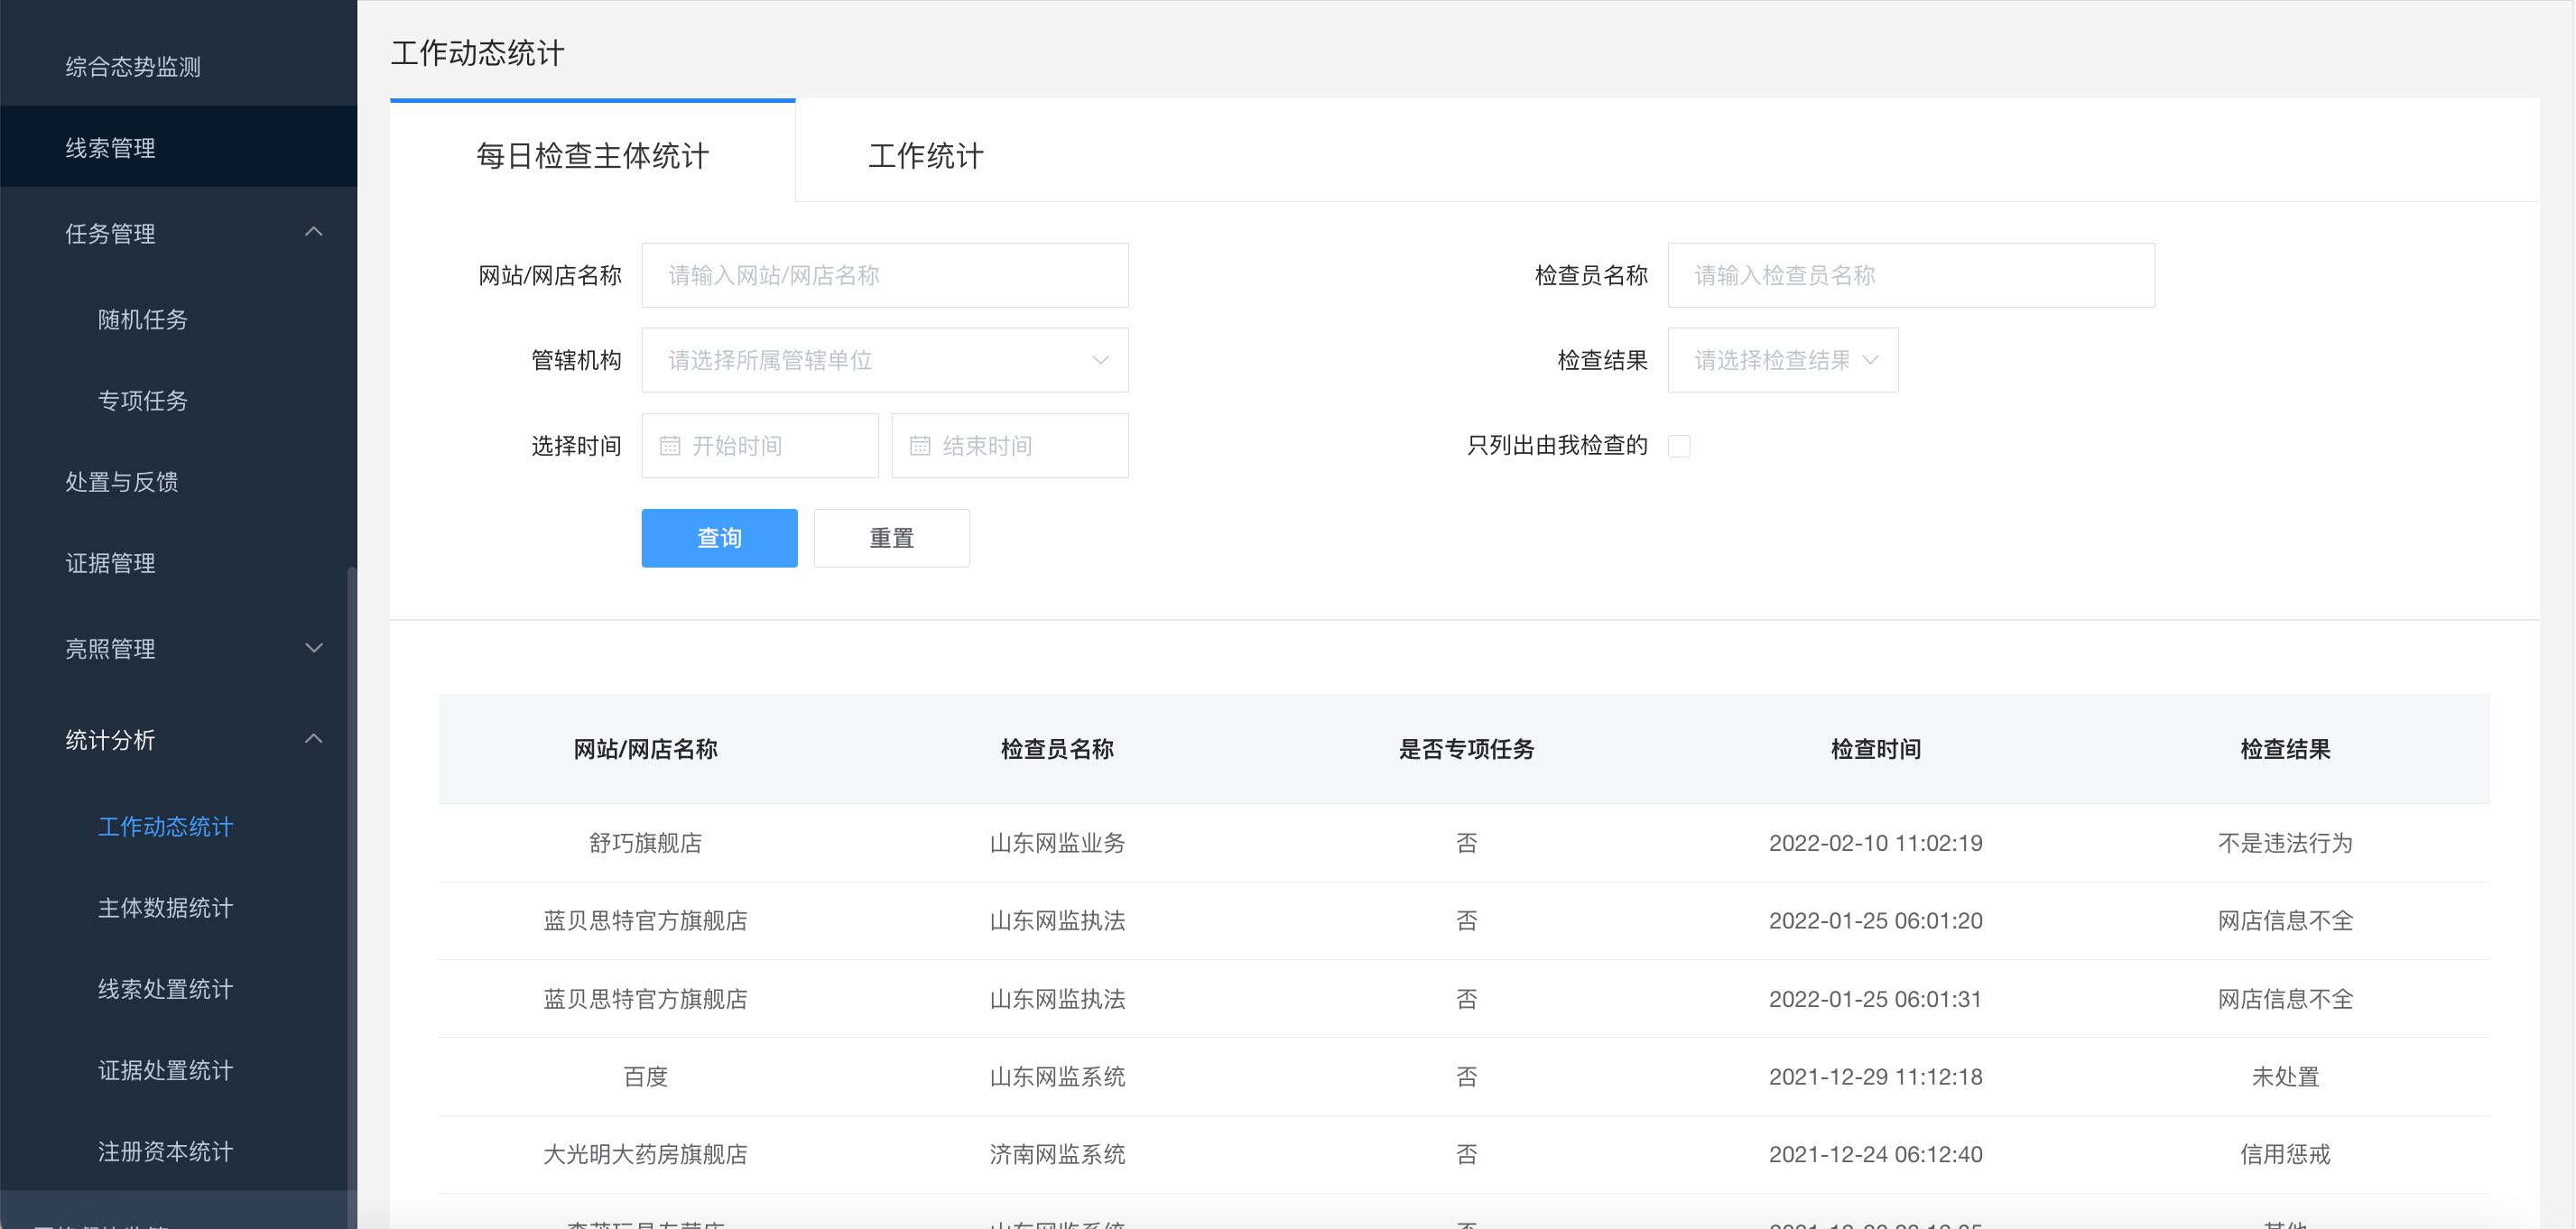 综合态势监测
线索管理
任务管理
随机任务
专项任务
处置与反馈
证据管理
亮照管理
统计分析
工作动态统计
主体数据统计
线索处置统计
证据处置统计
注册资本统计
工作动态统计
每日检查主体统计 工作统计
网站/网店名称 请输入网站/网店名称 检查员名称 请输入检查员名称
管辖机构 请选择所属管辖单位 检查结果 请选择检查结果
选择时间 开始时间 结束时间 只列出由我检查的
查询 重置
网站/网店名称 检查员名称 是否专项任务 检查时间 检查结果
舒巧旗舰店 山东网监业务 否 2022-02-10 11:02:19 不是违法行为
蓝贝思特官方旗舰店 山东网监执法 否 2022-01-25 06:01:20 网店信息不全
蓝贝思特官方旗舰店 山东网监执法 否 2022-01-25 06:01:31 网店信息不全
百度 山东网监系统 否 2021-12-29 11:12:18 未处置
大光明大药房旗舰店 济南网监系统 否 2021-12-24 06:12:40 信用惩戒